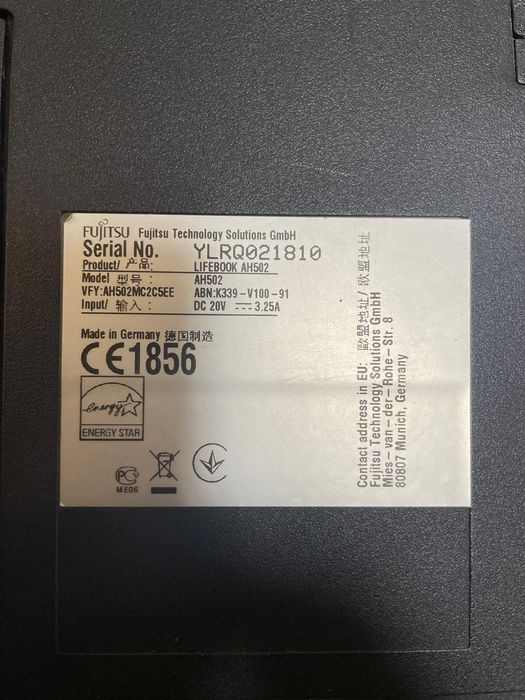 FUJITSU Fujitsu Technology Solutions GmbH
Serial No. YLRQ021810
Product/ 产品: LIFEBOOK AH502
Model 型号: AH502
VFY:AH502MC2C5EE ABN:K339-V100-91
Input/ 输入: DC 20V ⎓ 3.25A
Made in Germany 德国制造
CE1856
energy
ENERGY STAR
PC
ME06
Contact address in EU: 歐盟地址/ 欧盟地址
Fujitsu Technology Solutions GmbH
Mies-van-der-Rohe-Str. 8
80807 Munich, Germany